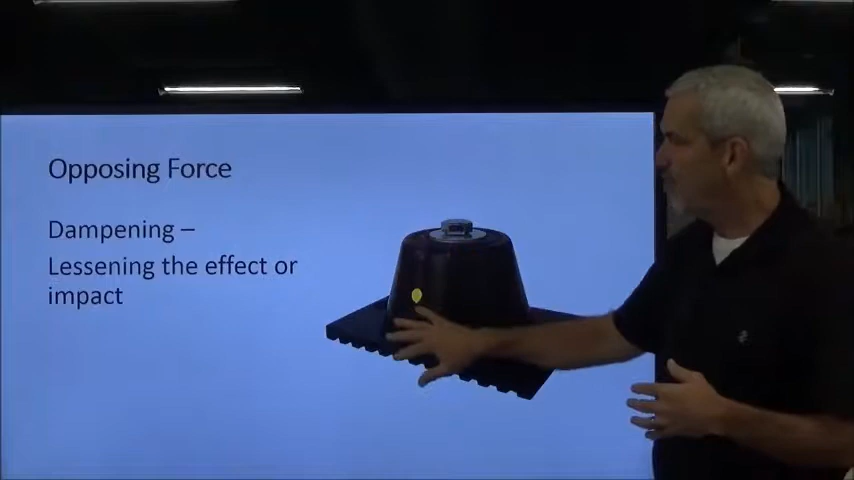 Opposing Force
Dampening –
Lessening the effect or
impact